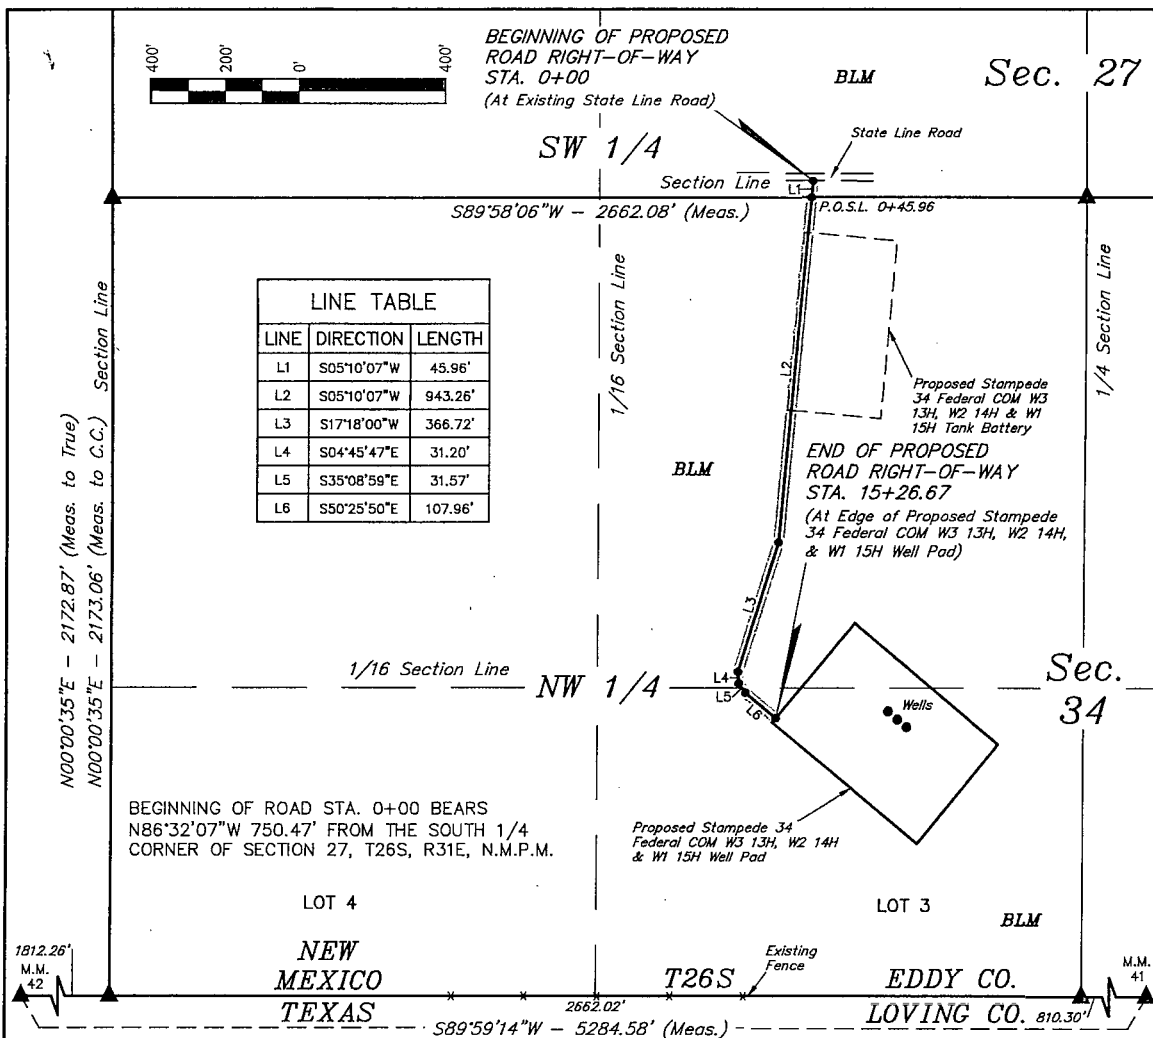 400'
200'
0'
400'
BEGINNING OF PROPOSED
ROAD RIGHT-OF-WAY
STA. 0+00
(At Existing State Line Road)
BLM
Sec. 27
State Line Road
SW 1/4
Section Line
L1
P.O.S.L. 0+45.96
S89°58'06"W - 2662.08' (Meas.)
LINE TABLE
LINE DIRECTION LENGTH
L1 S05°10'07"W 45.96'
L2 S05°10'07"W 943.26'
L3 S17°18'00"W 366.72'
L4 S04°45'47"E 31.20'
L5 S35°08'59"E 31.57'
L6 S50°25'50"E 107.96'
Section Line
N00°00'35"E - 2172.87' (Meas. to True)
N00°00'35"E - 2173.06' (Meas. to C.C.)
1/16 Section Line
1/4 Section Line
L2
Proposed Stampede
34 Federal COM W3
13H, W2 14H & W1
15H Tank Battery
BLM
END OF PROPOSED
ROAD RIGHT-OF-WAY
STA. 15+26.67
(At Edge of Proposed Stampede
34 Federal COM W3 13H, W2 14H,
& W1 15H Well Pad)
L3
1/16 Section Line
L4
L5
L6
NW 1/4
Sec.
34
Wells
BEGINNING OF ROAD STA. 0+00 BEARS
N86°32'07"W 750.47' FROM THE SOUTH 1/4
CORNER OF SECTION 27, T26S, R31E, N.M.P.M.
Proposed Stampede 34
Federal COM W3 13H, W2 14H
& W1 15H Well Pad
LOT 4
LOT 3
BLM
1812.26'
M.M.
42
NEW
MEXICO
TEXAS
T26S
Existing
Fence
EDDY CO.
LOVING CO.
M.M.
41
2662.02'
810.30'
S89°59'14"W - 5284.58' (Meas.)